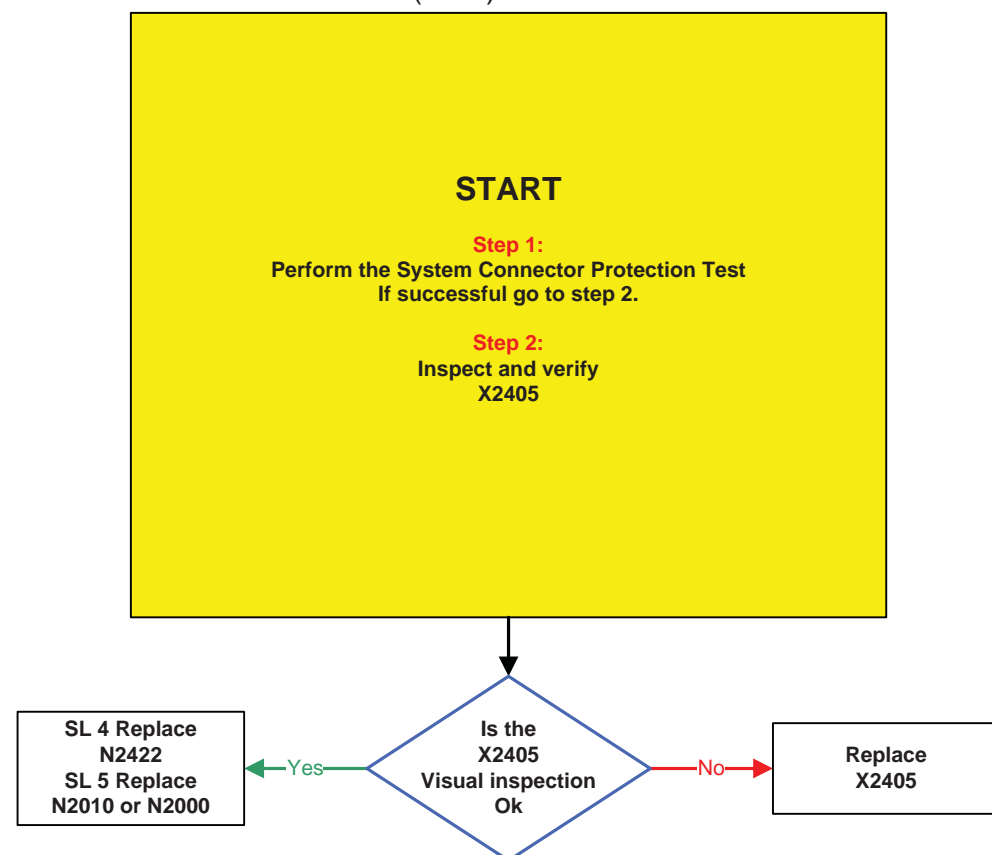 START
Step 1:
Perform the System Connector Protection Test
If successful go to step 2.
Step 2:
Inspect and verify
X2405
SL 4 Replace
N2422
SL 5 Replace
N2010 or N2000
Yes
Is the
X2405
Visual inspection
Ok
No
Replace
X2405